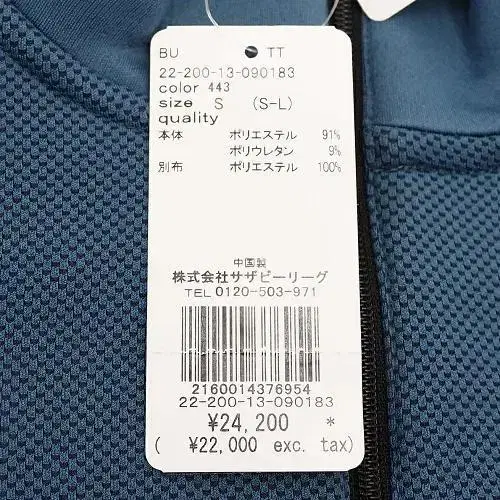 BU TT
22-200-13-090183
color 443
size S (S-L)
quality
本体 ポリエステル 91%
ポリウレタン 9%
別布 ポリエステル 100%
中国製
株式会社サザビーリーグ
TEL 0120-503-971
2160014376954
22-200-13-090183
¥24,200 *
( ¥22,000 exc. tax)